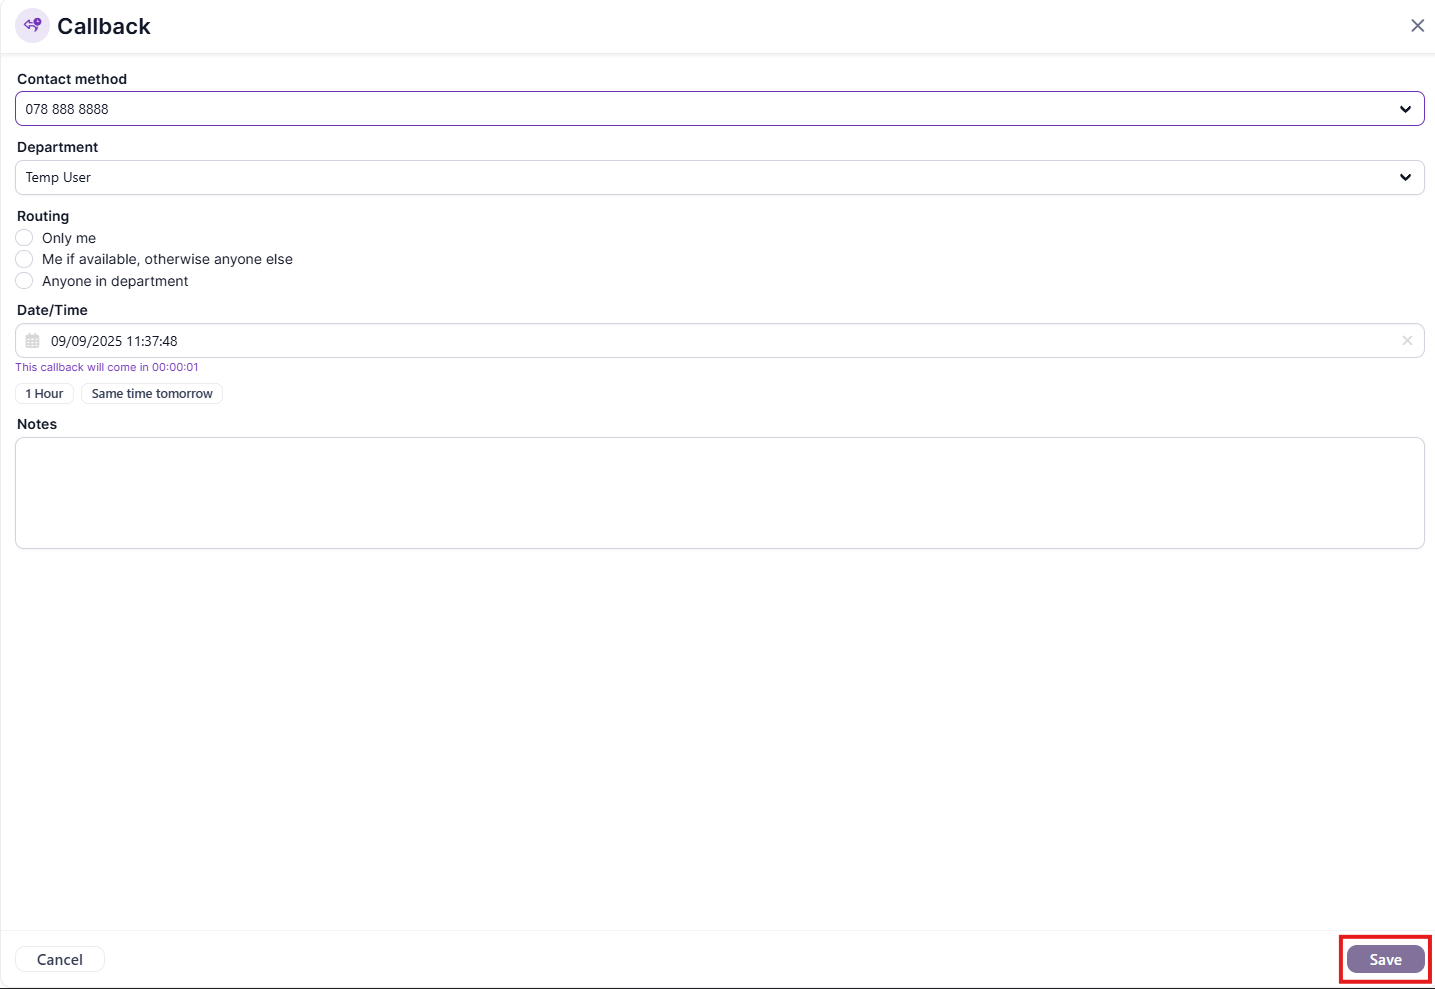 Callback
Contact method
078 888 8888
Department
Temp User
Routing
Only me
Me if available, otherwise anyone else
Anyone in department
Date/Time
09/09/2025 11:37:48
This callback will come in 00:00:01
1 Hour Same time tomorrow
Notes
Cancel Save